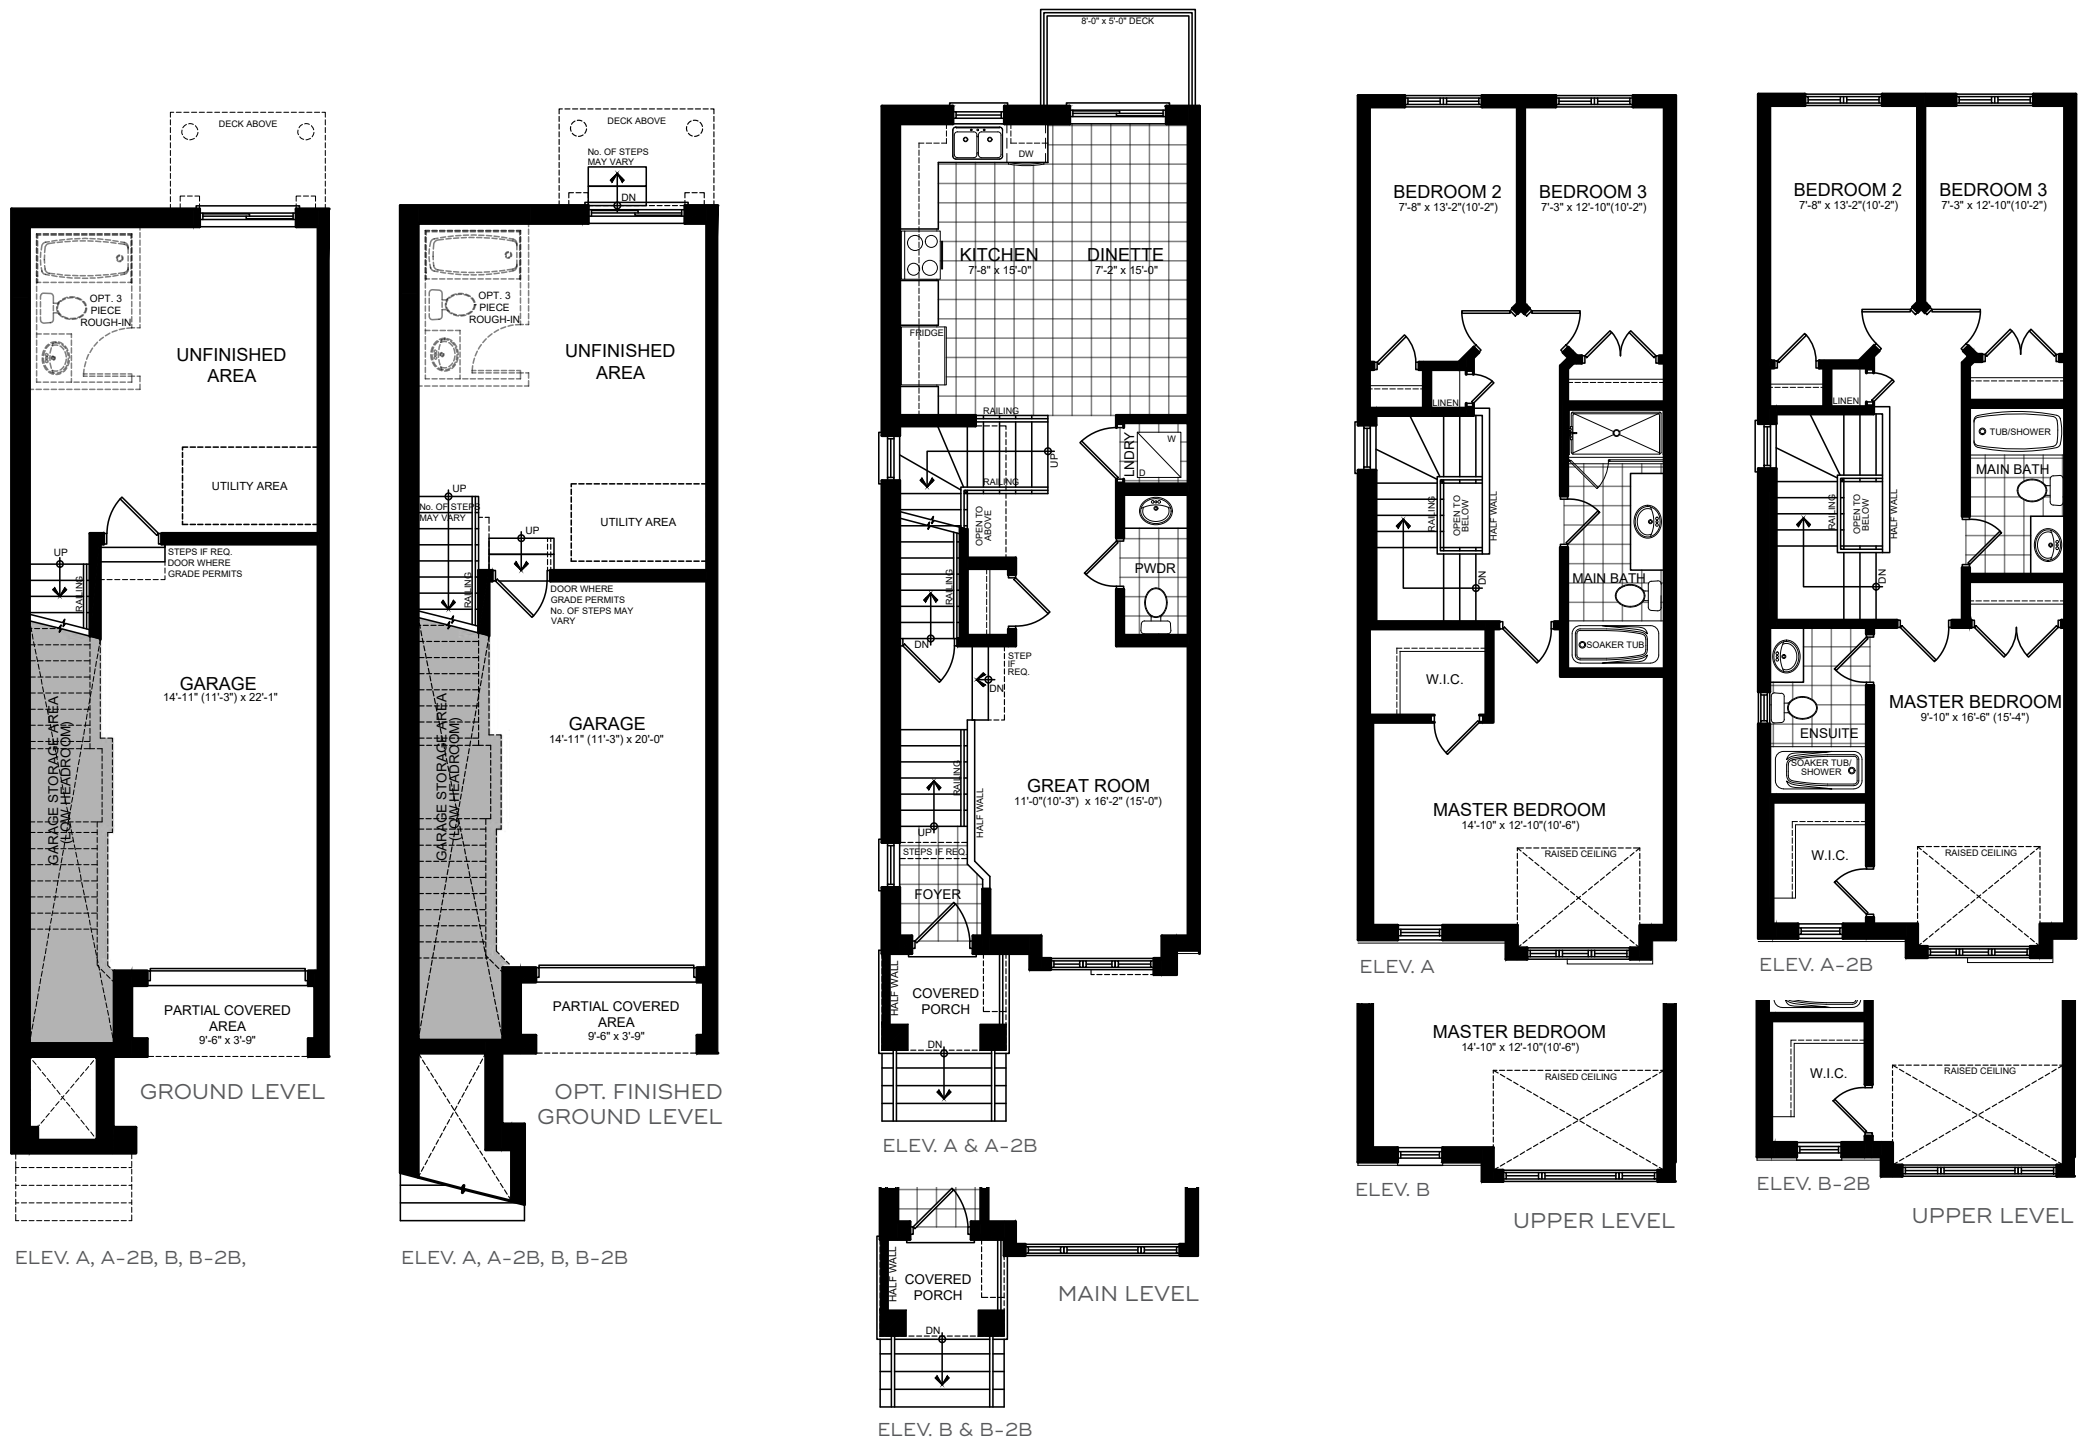 DECK ABOVE
OPT. 3
PIECE
ROUGH-IN
UNFINISHED
AREA
UTILITY AREA
UP
RAILING
STEPS IF REQ.
DOOR WHERE
GRADE PERMITS
GARAGE
14'-11" (11'-3") x 22'-1"
GARAGE STORAGE AREA
(LOW HEADROOM)
PARTIAL COVERED
AREA
9'-6" x 3'-9"
GROUND LEVEL
ELEV. A, A-2B, B, B-2B,
DECK ABOVE
No. OF STEPS
MAY VARY
DN
OPT. 3
PIECE
ROUGH-IN
UNFINISHED
AREA
UP
No. OF STEPS
MAY VARY
UP
UTILITY AREA
RAILING
DOOR WHERE
GRADE PERMITS
No. OF STEPS MAY
VARY
GARAGE
14'-11" (11'-3") x 20'-0"
GARAGE STORAGE AREA
(LOW HEADROOM)
PARTIAL COVERED
AREA
9'-6" x 3'-9"
OPT. FINISHED
GROUND LEVEL
ELEV. A, A-2B, B, B-2B
8'-0" x 5'-0" DECK
DW
KITCHEN
7'-8" x 15'-0"
DINETTE
7'-2" x 15'-0"
FRIDGE
RAILING
UP
RAILING
LNDRY
W
D
OPEN TO
ABOVE
PWDR
RAILING
DN
STEP
IF
REQ.
DN
GREAT ROOM
11'-0"(10'-3") x 16'-2" (15'-0")
RAILING
HALF WALL
UP
STEPS IF REQ.
FOYER
HALF WALL
COVERED
PORCH
DN
ELEV. A & A-2B
HALF WALL
COVERED
PORCH
DN
MAIN LEVEL
ELEV. B & B-2B
BEDROOM 2
7'-8" x 13'-2"(10'-2")
BEDROOM 3
7'-3" x 12'-10"(10'-2")
LINEN
RAILING
OPEN TO
BELOW
HALF WALL
DN
MAIN BATH
SOAKER TUB
W.I.C.
MASTER BEDROOM
14'-10" x 12'-10"(10'-6")
RAISED CEILING
ELEV. A
MASTER BEDROOM
14'-10" x 12'-10"(10'-6")
RAISED CEILING
ELEV. B
UPPER LEVEL
BEDROOM 2
7'-8" x 13'-2"(10'-2")
BEDROOM 3
7'-3" x 12'-10"(10'-2")
LINEN
TUB/SHOWER
MAIN BATH
RAILING
OPEN TO
BELOW
HALF WALL
DN
MASTER BEDROOM
9'-10" x 16'-6" (15'-4")
ENSUITE
SOAKER TUB/
SHOWER
W.I.C.
RAISED CEILING
ELEV. A-2B
W.I.C.
RAISED CEILING
ELEV. B-2B
UPPER LEVEL